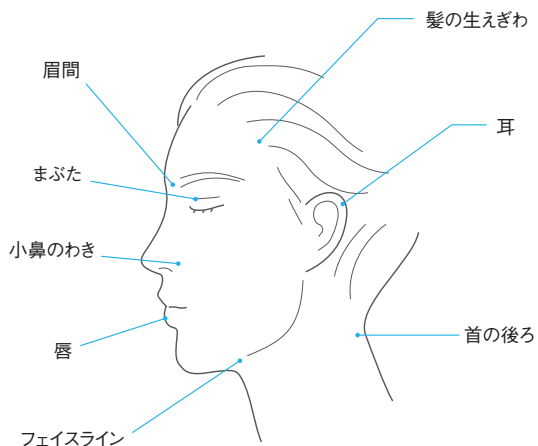 髪の生えぎわ
眉間
耳
まぶた
小鼻のわき
首の後ろ
唇
フェイスライン